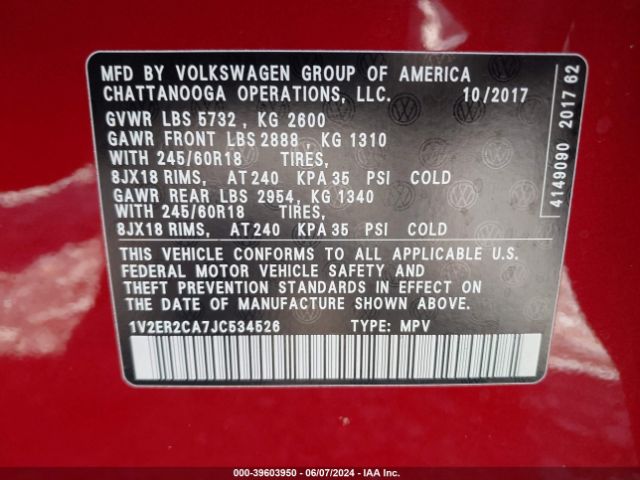 MFD BY VOLKSWAGEN GROUP OF AMERICA
CHATTANOOGA OPERATIONS, LLC. 10/2017
GVWR LBS 5732 , KG 2600
GAWR FRONT LBS 2888 KG 1310
WITH 245/60R18 TIRES,
8JX18 RIMS, AT 240 KPA 35 PSI COLD
GAWR REAR LBS 2954, KG 1340
WITH 245/60R18 TIRES,
8JX18 RIMS, AT 240 KPA 35 PSI COLD
THIS VEHICLE CONFORMS TO ALL APPLICABLE U.S.
FEDERAL MOTOR VEHICLE SAFETY AND
THEFT PREVENTION STANDARDS IN EFFECT ON
THE DATE OF MANUFACTURE SHOWN ABOVE.
1V2ER2CA7JC534526 TYPE: MPV
4149090 2017 62
© - 39603950 - 06/07/2024 - IAA Inc.